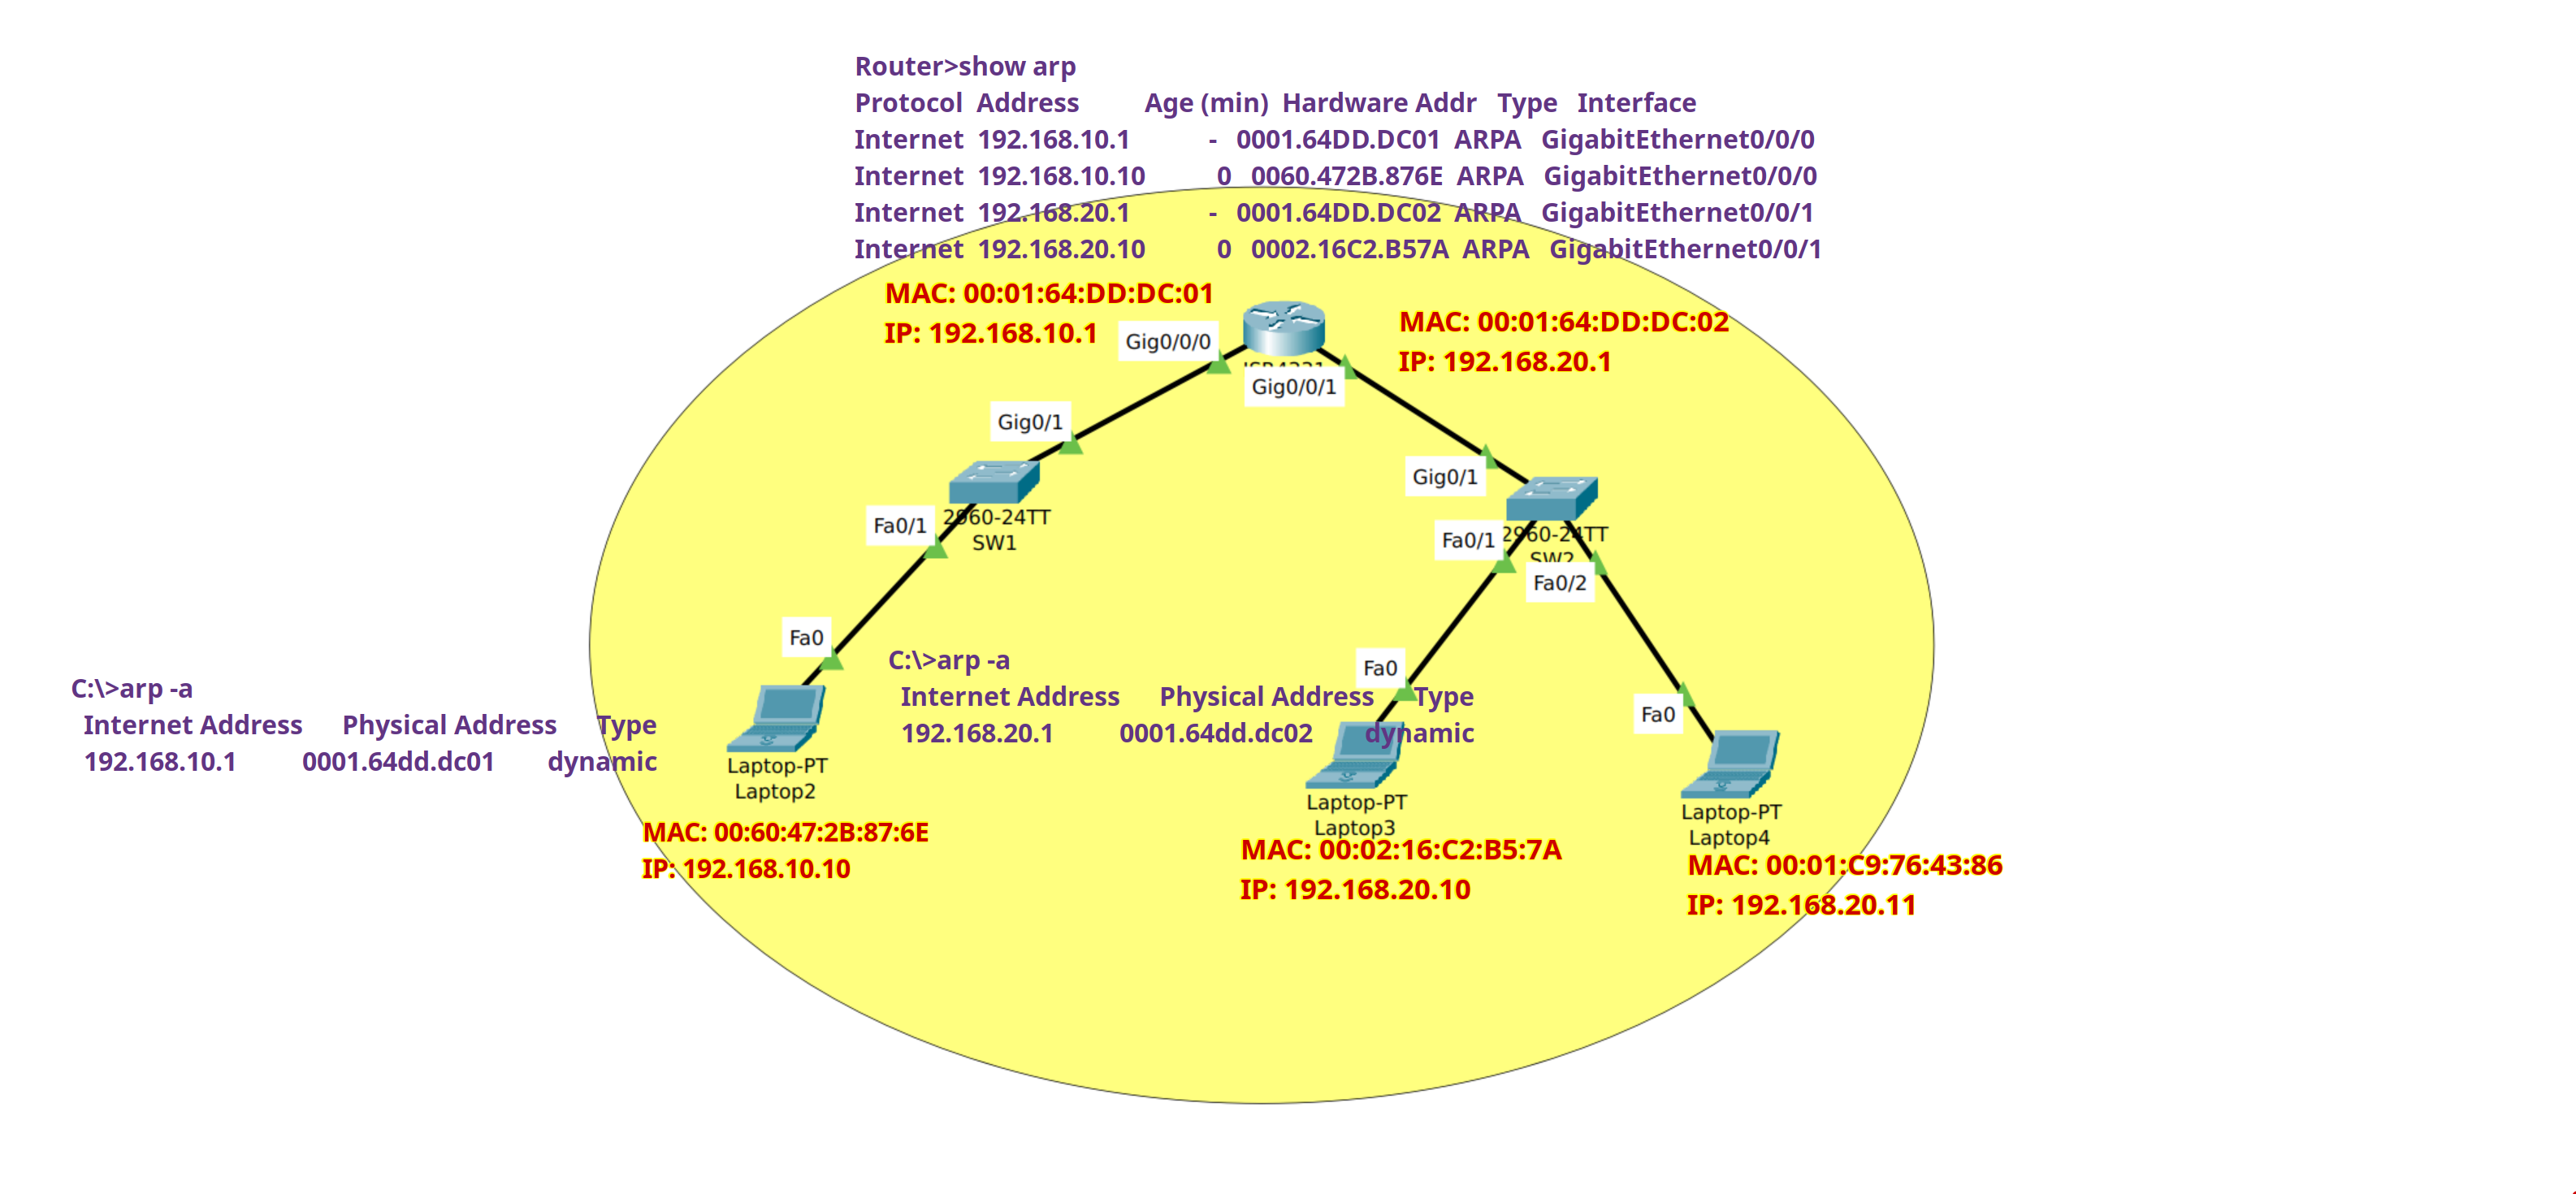 Router>show arp
Protocol Address Age (min) Hardware Addr Type Interface
Internet 192.168.10.1 - 0001.64DD.DC01 ARPA GigabitEthernet0/0/0
Internet 192.168.10.10 0 0060.472B.876E ARPA GigabitEthernet0/0/0
Internet 192.168.20.1 - 0001.64DD.DC02 ARPA GigabitEthernet0/0/1
Internet 192.168.20.10 0 0002.16C2.B57A ARPA GigabitEthernet0/0/1
MAC: 00:01:64:DD:DC:01
IP: 192.168.10.1
Gig0/0/0
MAC: 00:01:64:DD:DC:02
IP: 192.168.20.1
Gig0/0/1
Gig0/1
2960-24TT
SW1
Fa0/1
Gig0/1
2960-24TT
SW2
Fa0/1
Fa0/2
Fa0
C:\>arp -a
Internet Address Physical Address Type
192.168.10.1 0001.64dd.dc01 dynamic
C:\>arp -a
Internet Address Physical Address Type
192.168.20.1 0001.64dd.dc02 dynamic
Fa0
Fa0
Laptop-PT
Laptop2
MAC: 00:60:47:2B:87:6E
IP: 192.168.10.10
Laptop-PT
Laptop3
MAC: 00:02:16:C2:B5:7A
IP: 192.168.20.10
Laptop-PT
Laptop4
MAC: 00:01:C9:76:43:86
IP: 192.168.20.11